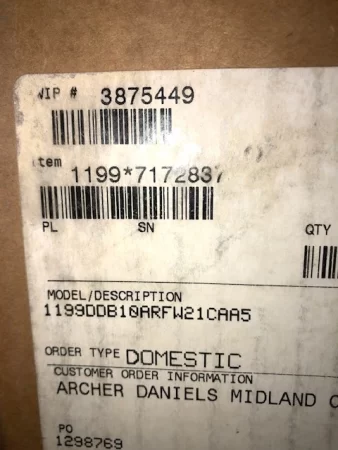 WIP # 3875449
Item 1199*7172837
PL SN QTY
MODEL/DESCRIPTION
1199DDB10ARFW21CAA5
ORDER TYPE DOMESTIC
CUSTOMER ORDER INFORMATION
ARCHER DANIELS MIDLAND C
PO
1298769